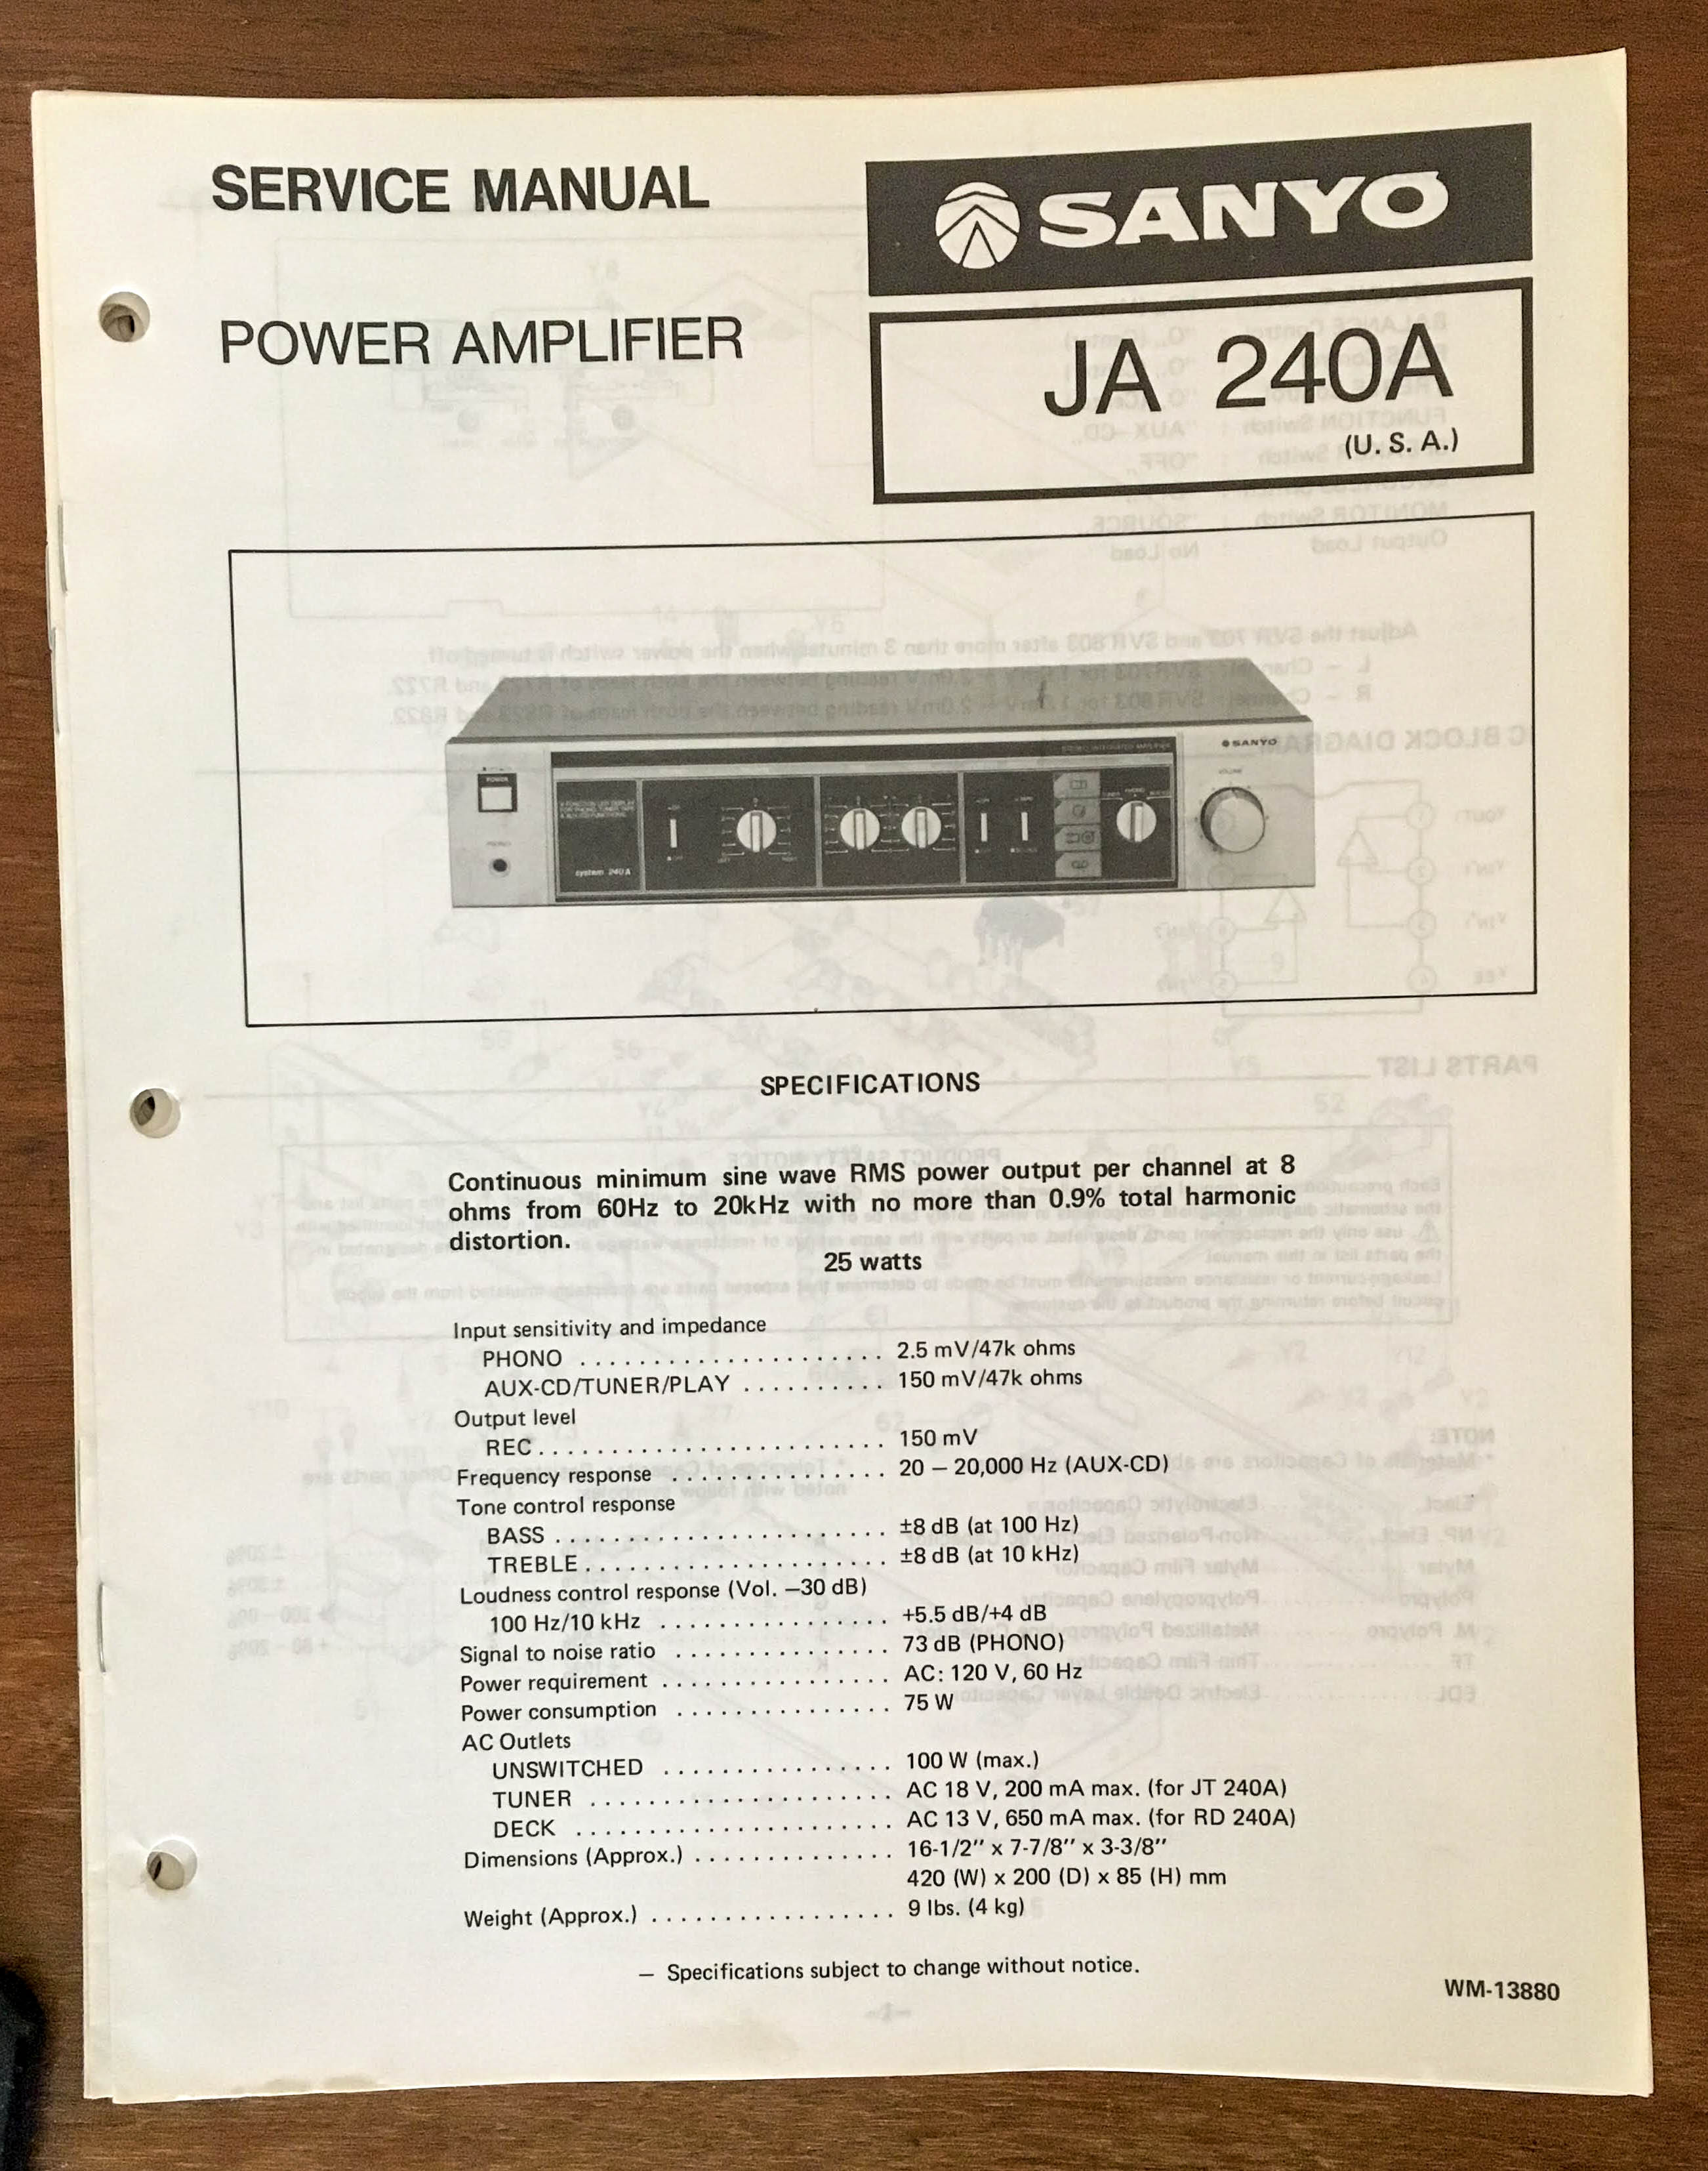 SERVICE MANUAL
SANYO
POWER AMPLIFIER
JA 240A
(U. S. A.)
SANYO
POWER
system 240A
SPECIFICATIONS
Continuous minimum sine wave RMS power output per channel at 8
ohms from 60Hz to 20kHz with no more than 0.9% total harmonic
distortion.
25 watts
Input sensitivity and impedance
PHONO . . . . . . . . . . . . . . . . . . . . . 2.5 mV/47k ohms
AUX-CD/TUNER/PLAY . . . . . . . . . . 150 mV/47k ohms
Output level
REC . . . . . . . . . . . . . . . . . . . . . . . . 150 mV
Frequency response . . . . . . . . . . . . . . . 20 – 20,000 Hz (AUX-CD)
Tone control response
BASS . . . . . . . . . . . . . . . . . . . . . . . ±8 dB (at 100 Hz)
TREBLE . . . . . . . . . . . . . . . . . . . . . ±8 dB (at 10 kHz)
Loudness control response (Vol. –30 dB)
100 Hz/10 kHz . . . . . . . . . . . . . . . . +5.5 dB/+4 dB
Signal to noise ratio . . . . . . . . . . . . . . . 73 dB (PHONO)
Power requirement . . . . . . . . . . . . . . . . AC: 120 V, 60 Hz
Power consumption . . . . . . . . . . . . . . . 75 W
AC Outlets
UNSWITCHED . . . . . . . . . . . . . . . . 100 W (max.)
TUNER . . . . . . . . . . . . . . . . . . . . . AC 18 V, 200 mA max. (for JT 240A)
DECK . . . . . . . . . . . . . . . . . . . . . . AC 13 V, 650 mA max. (for RD 240A)
Dimensions (Approx.) . . . . . . . . . . . . . . 16-1/2'' x 7-7/8'' x 3-3/8''
420 (W) x 200 (D) x 85 (H) mm
Weight (Approx.) . . . . . . . . . . . . . . . . . 9 lbs. (4 kg)
– Specifications subject to change without notice.
WM-13880